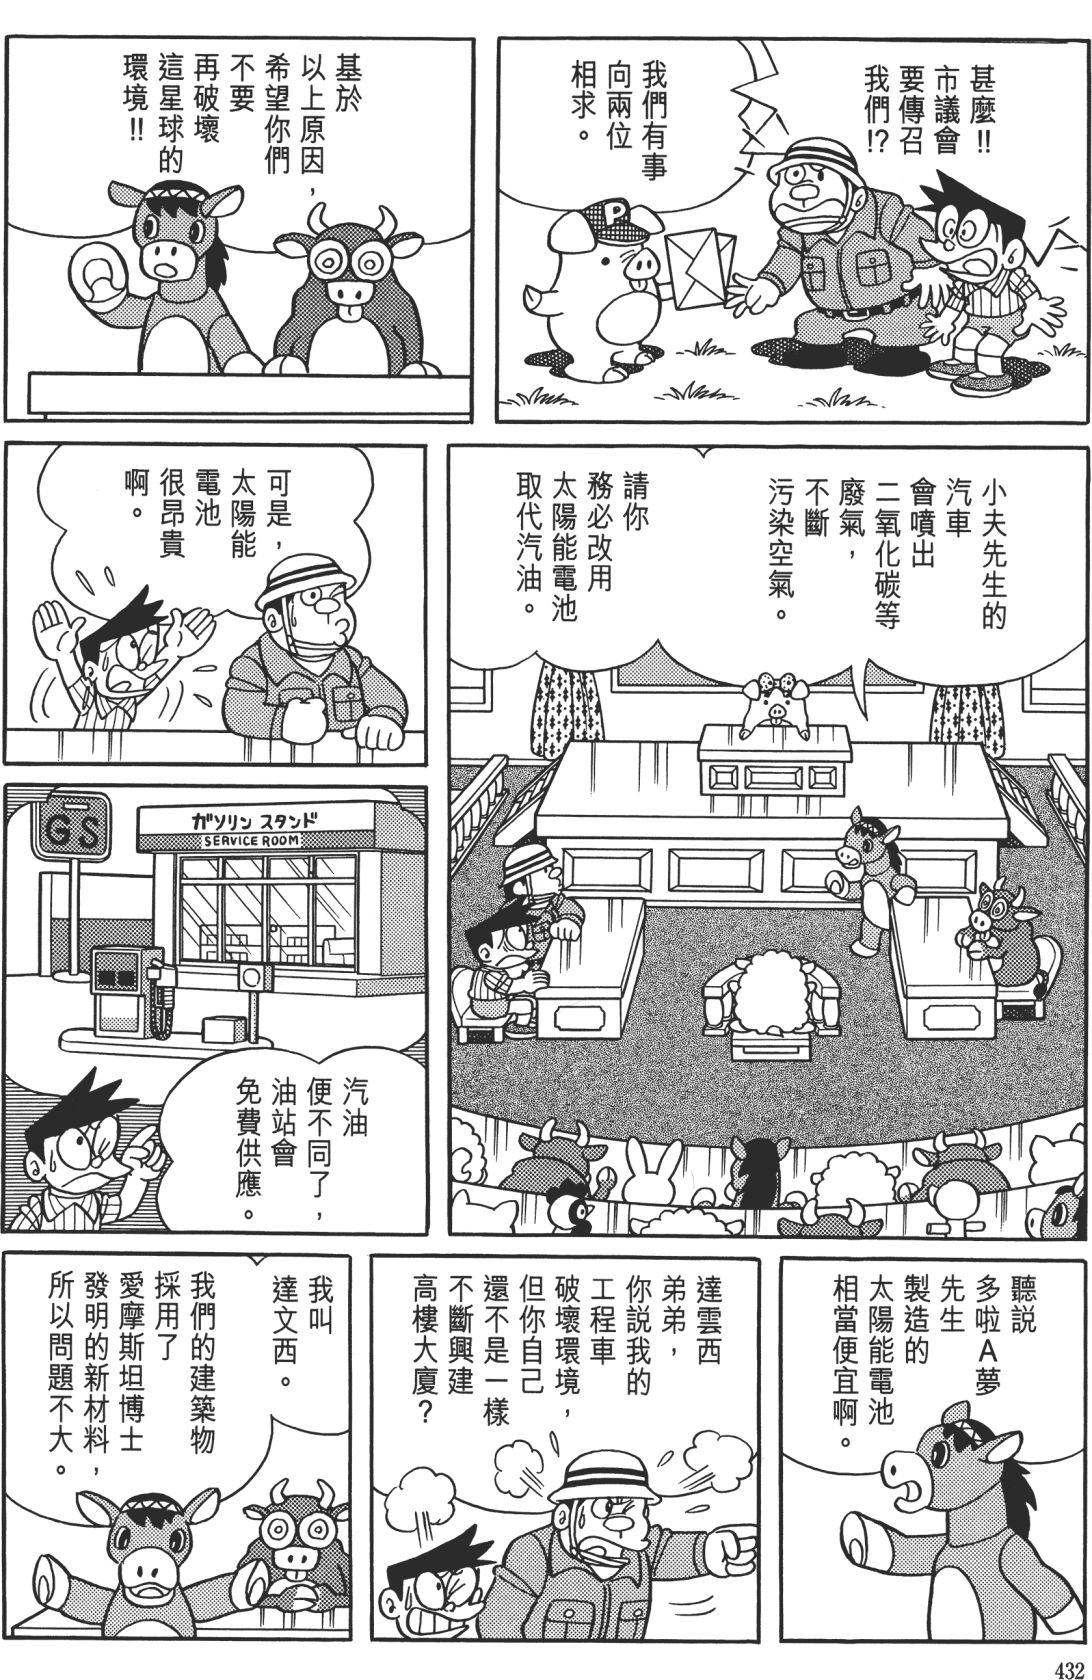 甚麼!!
市議會
要傳召
我們!?
我們有事
向兩位
相求。
P
基於
以上原因，
希望你們
不要
再破壞
這星球的
環境!!
小夫先生的
汽車
會噴出
二氧化碳等
廢氣，
不斷
污染空氣。
請你
務必改用
太陽能電池
取代汽油。
可是，
太陽能
電池
很昂貴
啊。
GS
ガソリン スタンド
SERVICE ROOM
汽油
便不同了，
油站會
免費供應。
聽說
多啦A夢
先生
製造的
太陽能電池
相當便宜啊。
達雲西
弟弟，
你說我的
工程車
破壞環境，
但你自己
還不是一樣
不斷興建
高樓大廈？
我叫
達文西。
我們的建築物
採用了
愛摩斯坦博士
發明的新材料，
所以問題不大。
432